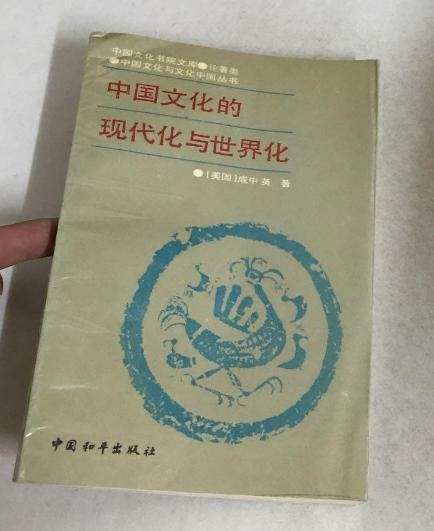 中国文化书院文库●论著类
●中国文化与文化中国丛书
中国文化的
现代化与世界化
●〔美国〕成中英 著
中国和平出版社